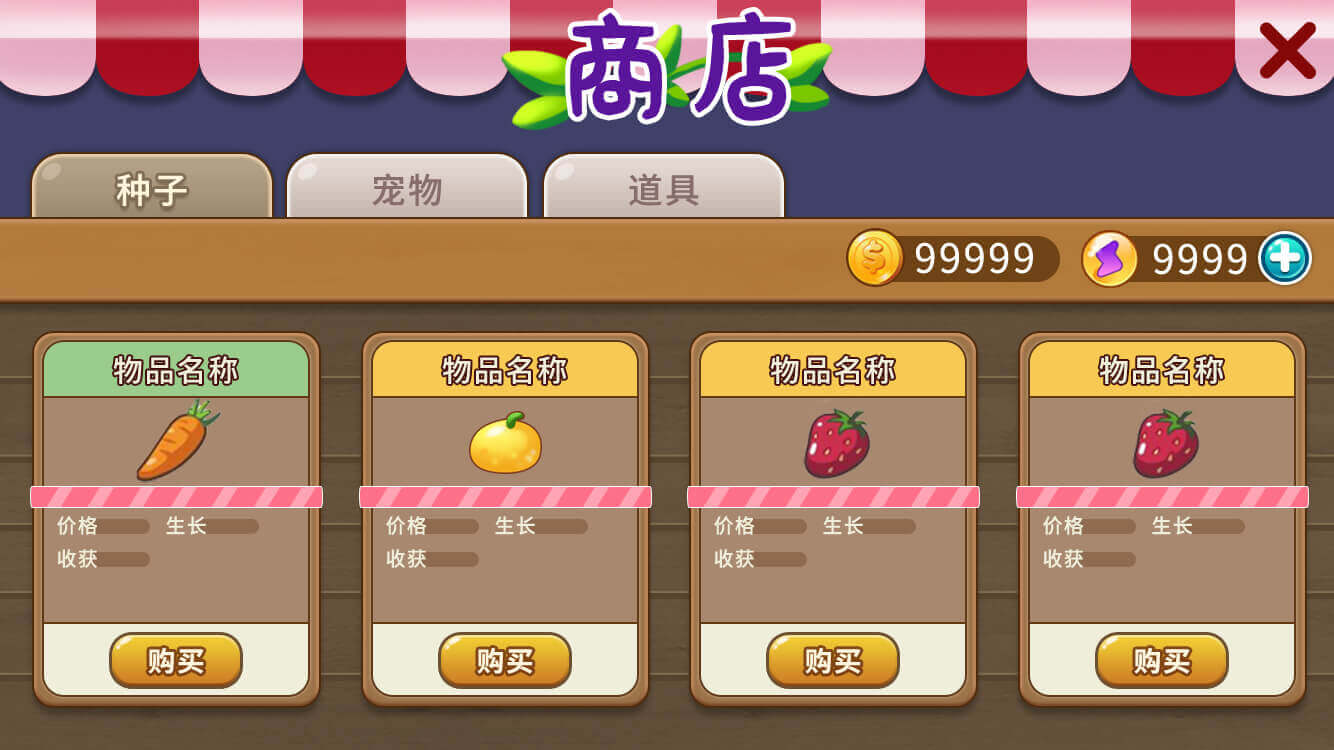 商店
种子 宠物 道具
99999 9999
物品名称 物品名称 物品名称 物品名称
价格 生长 价格 生长 价格 生长 价格 生长
收获 收获 收获 收获
购买 购买 购买 购买